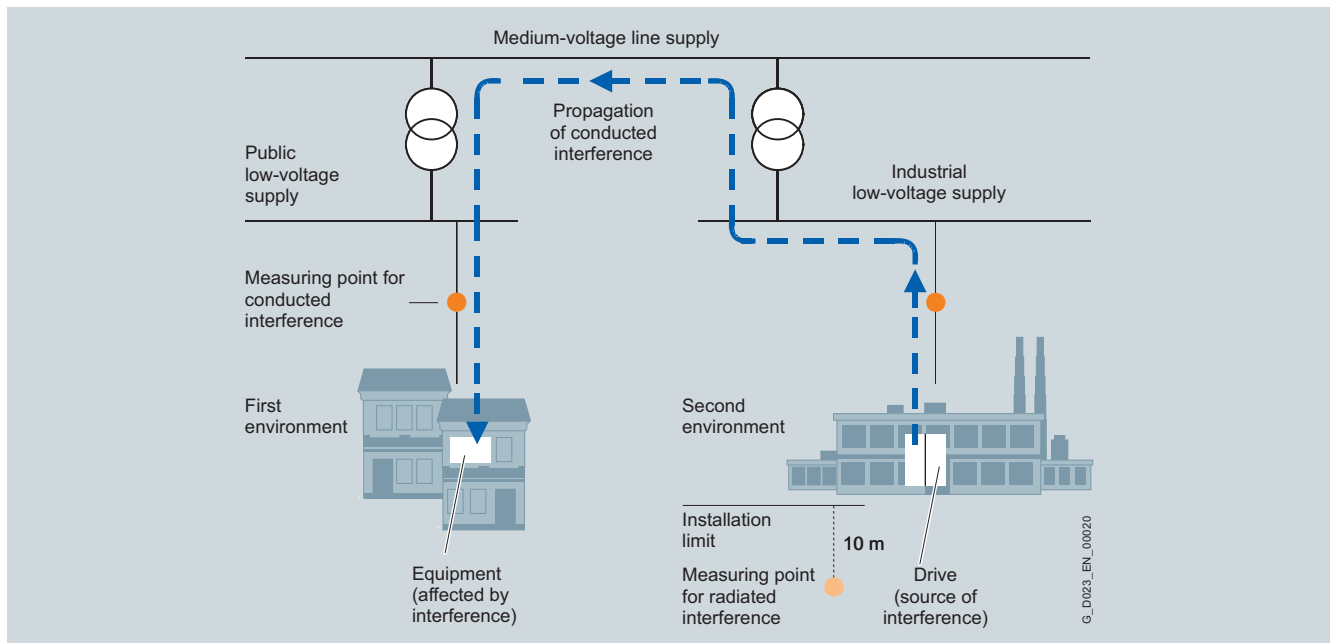 Medium-voltage line supply
Propagation
of conducted
interference
Public
low-voltage
supply
Industrial
low-voltage supply
Measuring point for
conducted
interference
First
environment
Second
environment
Installation
limit
10 m
Measuring point
for radiated
interference
Equipment
(affected by
interference)
Drive
(source of
interference)
G_D023_EN_00020